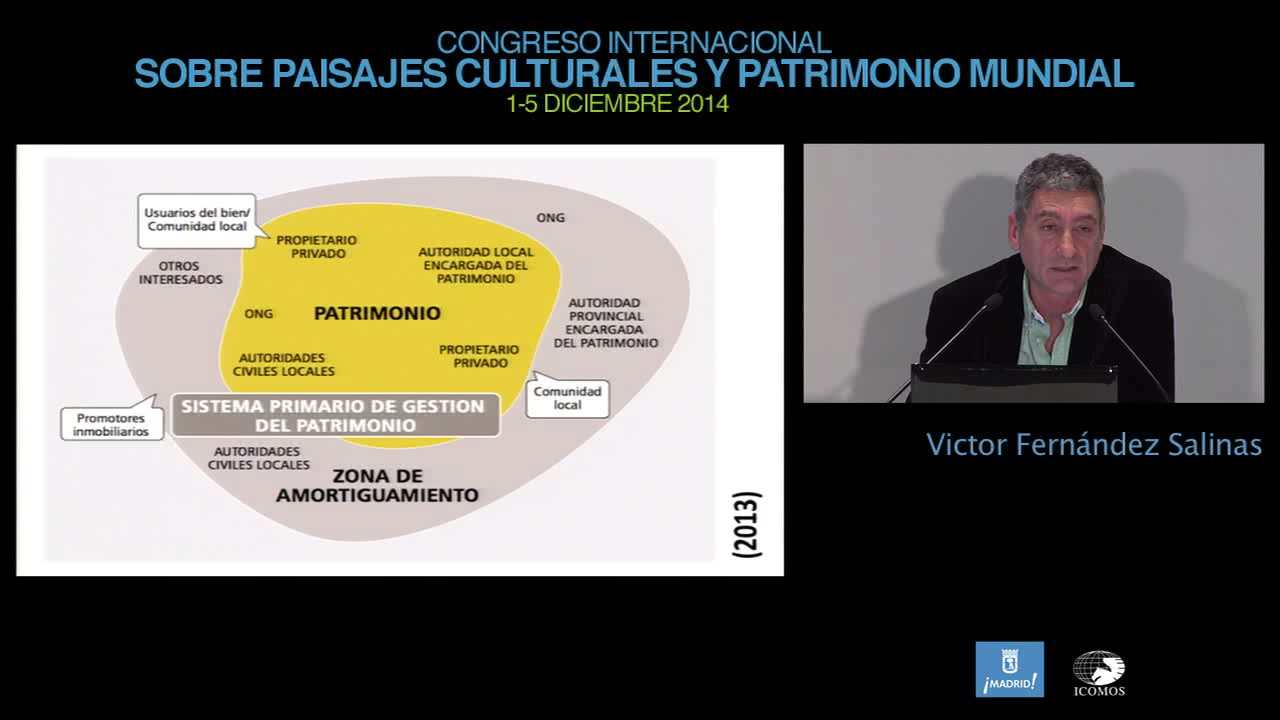 CONGRESO INTERNACIONAL
SOBRE PAISAJES CULTURALES Y PATRIMONIO MUNDIAL
1-5 DICIEMBRE 2014
Usuarios del bien/
Comunidad local
PROPIETARIO
PRIVADO
ONG
AUTORIDAD LOCAL
ENCARGADA DEL
PATRIMONIO
OTROS
INTERESADOS
ONG
PATRIMONIO
AUTORIDAD
PROVINCIAL
ENCARGADA
DEL PATRIMONIO
AUTORIDADES
CIVILES LOCALES
PROPIETARIO
PRIVADO
Comunidad
local
Promotores
inmobiliarios
SISTEMA PRIMARIO DE GESTION
DEL PATRIMONIO
AUTORIDADES
CIVILES LOCALES
ZONA DE
AMORTIGUAMIENTO
(2013)
Victor Fernández Salinas
¡MADRID!
ICOMOS